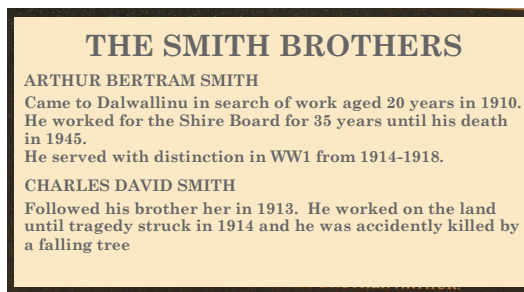 THE SMITH BROTHERS
ARTHUR BERTRAM SMITH
Came to Dalwallinu in search of work aged 20 years in 1910.
He worked for the Shire Board for 35 years until his death
in 1945.
He served with distinction in WW1 from 1914-1918.
CHARLES DAVID SMITH
Followed his brother her in 1913.  He worked on the land
until tragedy struck in 1914 and he was accidently killed by
a falling tree